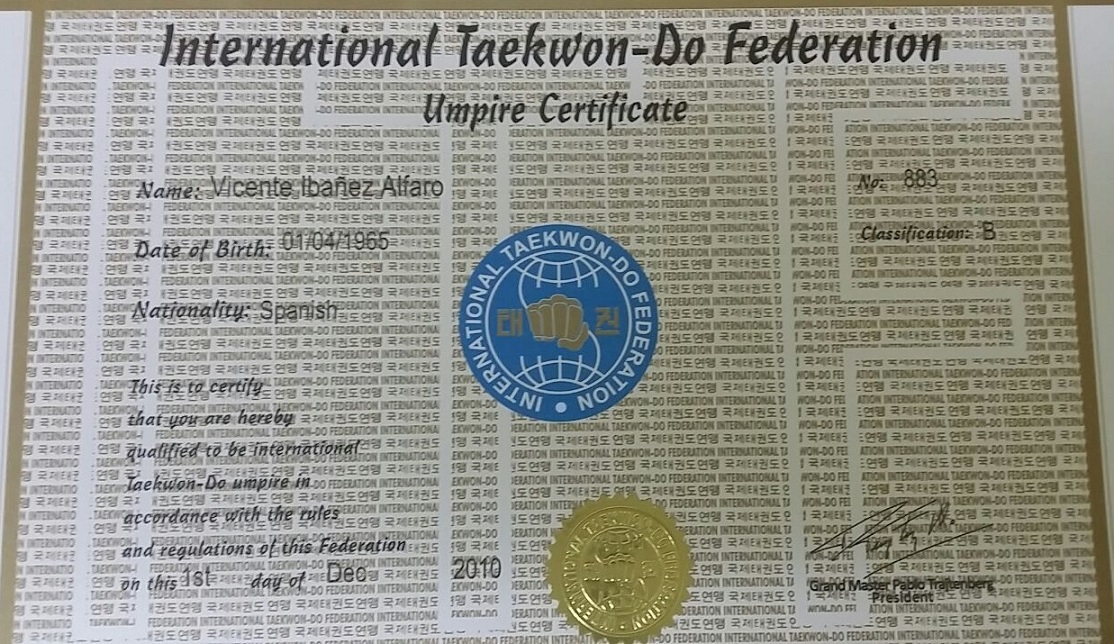 International Taekwon-Do Federation
Umpire Certificate
Name: Vicente Ibañez Alfaro
No: 883
Date of Birth: 01/04/1965
Classification: B
Nationality: Spanish
INTERNATIONAL TAEKWON-DO FEDERATION
태 권
This is to certify
that you are hereby
qualified to be international
Taekwon-Do umpire in
accordance with the rules
and regulations of this Federation
on this 1st day of Dec 2010
Grand Master Pablo Trajtenberg
President